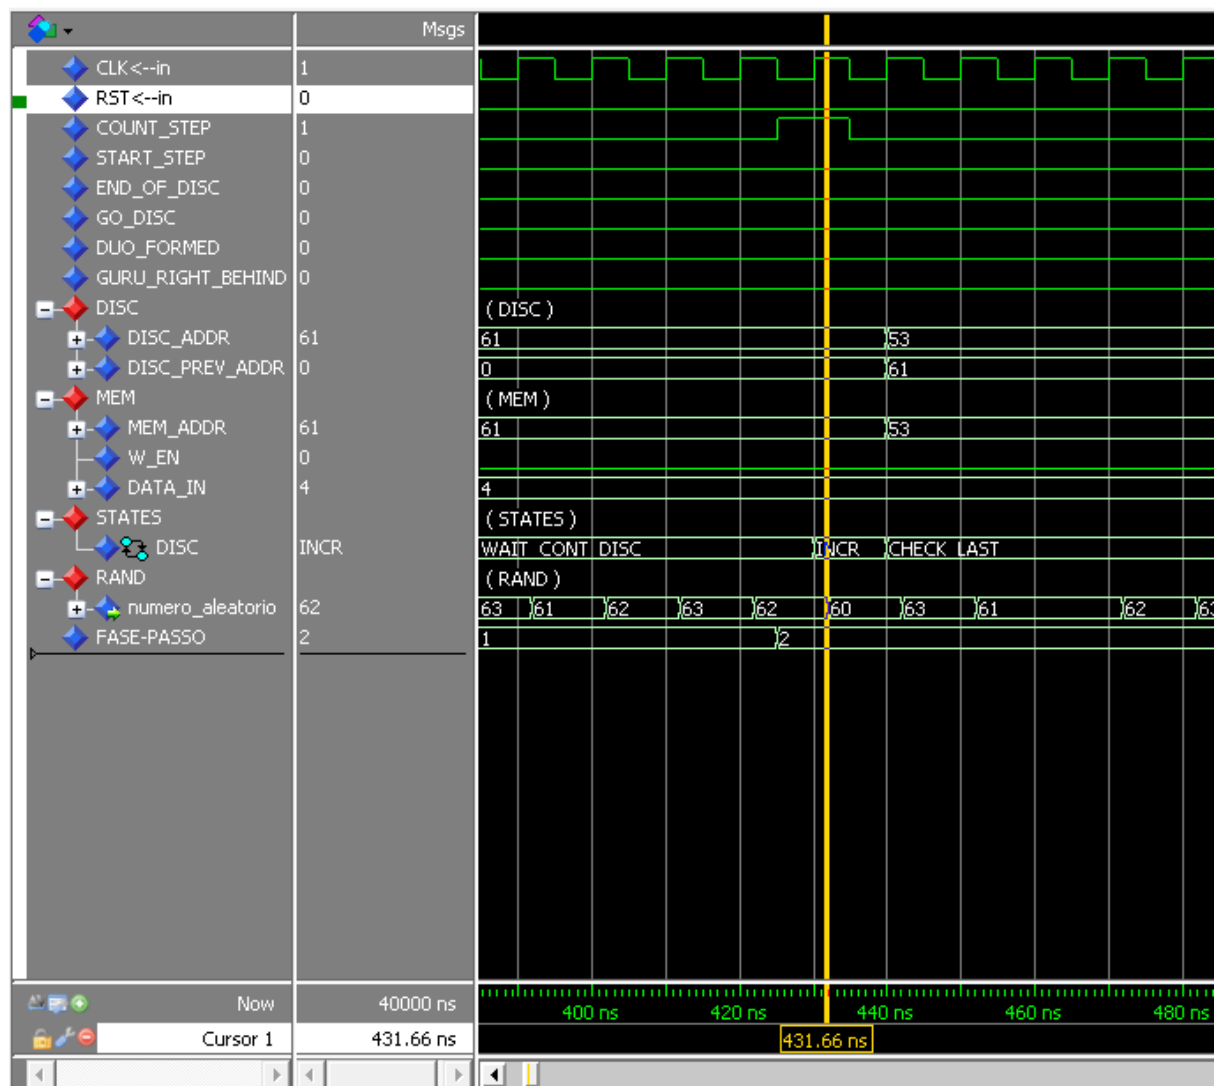 Msgs
CLK<--in 1
RST<--in 0
COUNT_STEP 1
START_STEP 0
END_OF_DISC 0
GO_DISC 0
DUO_FORMED 0
GURU_RIGHT_BEHIND 0
DISC ( DISC )
DISC_ADDR 61 61 53
DISC_PREV_ADDR 0 0 61
MEM ( MEM )
MEM_ADDR 61 61 53
W_EN 0
DATA_IN 4 4
STATES ( STATES )
DISC INCR WAIT_CONT_DISC INCR CHECK_LAST
RAND ( RAND )
numero_aleatorio 62 63 61 62 63 62 60 63 61 62 63
FASE-PASSO 2 1 2
Now 40000 ns 400 ns 420 ns 440 ns 460 ns 480 ns
Cursor 1 431.66 ns 431.66 ns